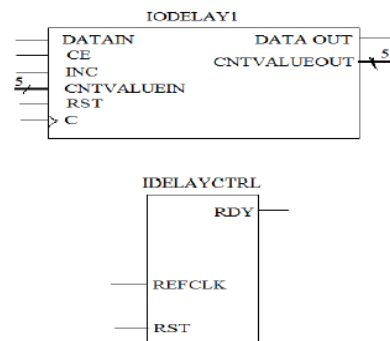 IODELAY1
DATAIN DATA OUT
CE
CNTVALUEOUT 5
INC
5 CNTVALUEIN
RST
C
IDELAYCTRL
RDY
REFCLK
RST